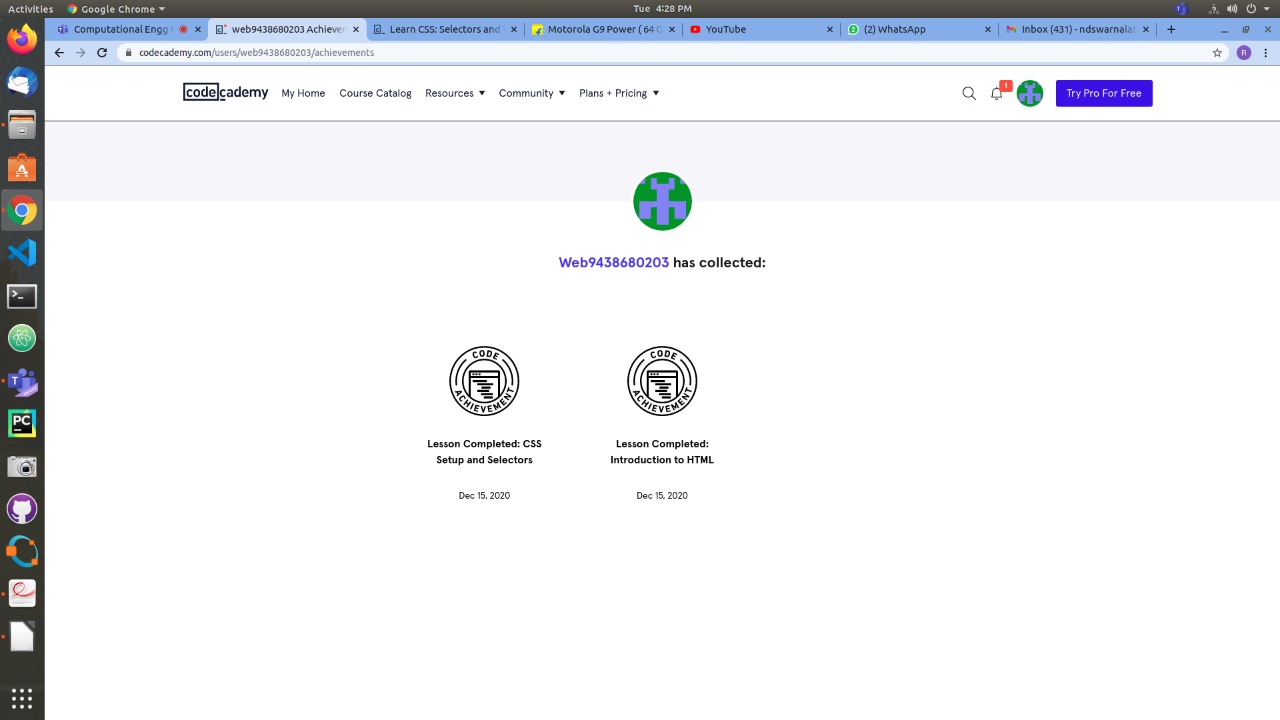 Activities Google Chrome Tue 4:28 PM
Computational Engg web9438680203 Achieve Learn CSS: Selectors and Motorola G9 Power ( 64 YouTube (2) WhatsApp Inbox (431) - ndswarnala
codecademy.com/users/web9438680203/achievements R
codecademy My Home Course Catalog Resources Community Plans + Pricing 1 Try Pro For Free
Web9438680203 has collected:
CODE ACHIEVEMENT CODE ACHIEVEMENT
Lesson Completed: CSS
Setup and Selectors
Lesson Completed:
Introduction to HTML
Dec 15, 2020 Dec 15, 2020